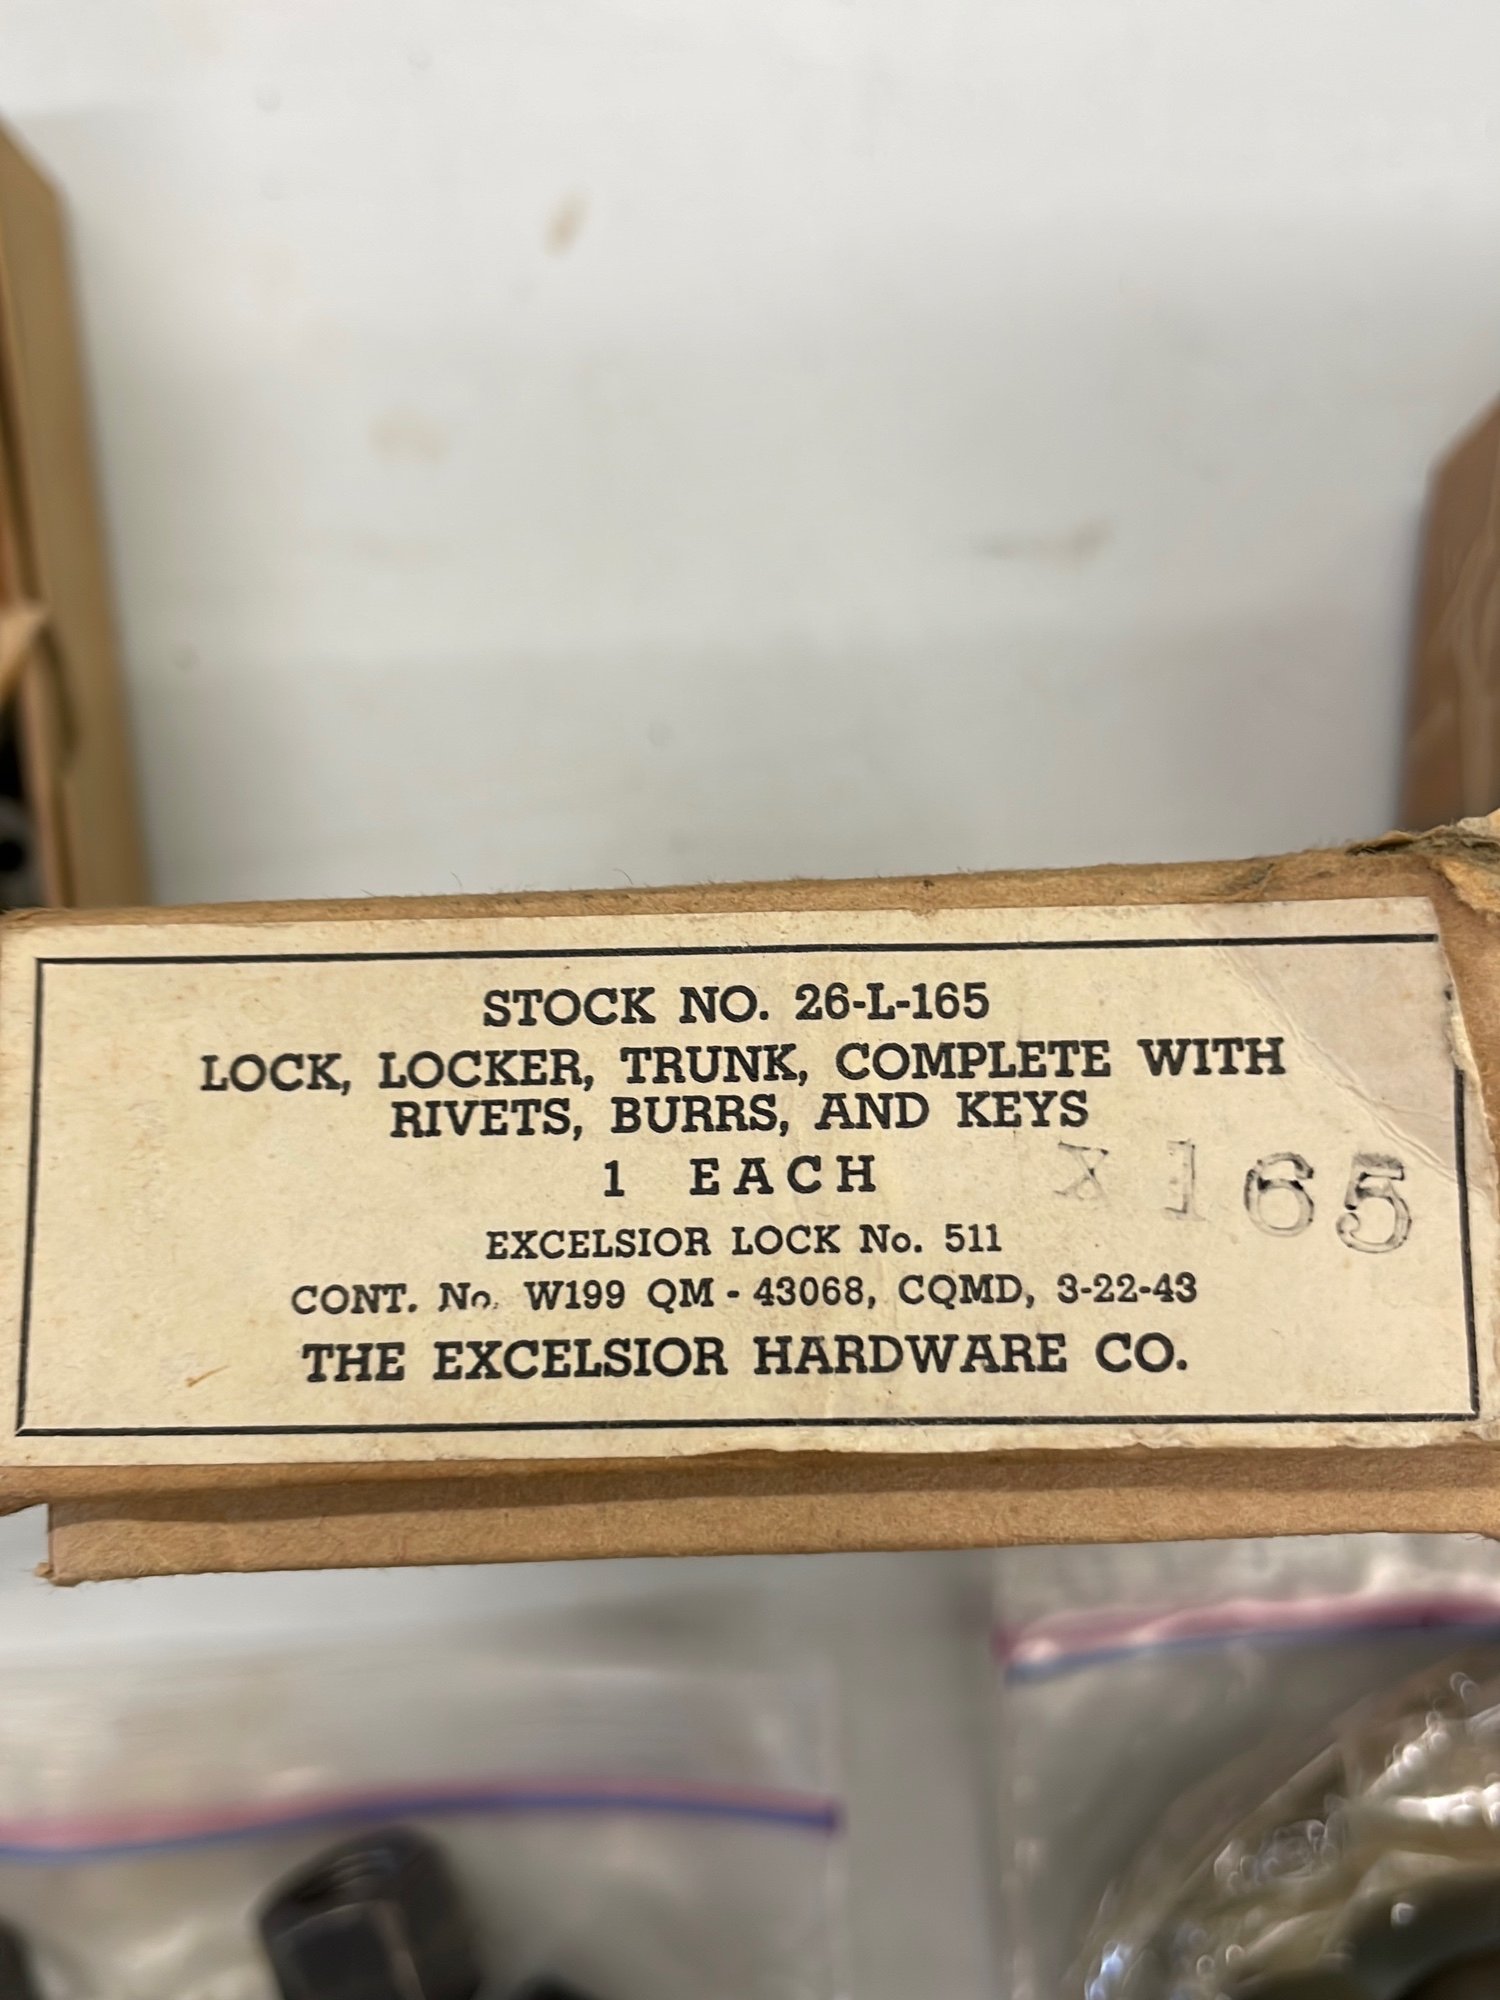 STOCK NO. 26-L-165
LOCK, LOCKER, TRUNK, COMPLETE WITH
RIVETS, BURRS, AND KEYS
1 EACH
X 165
EXCELSIOR LOCK No. 511
CONT. No. W199 QM - 43068, CQMD, 3-22-43
THE EXCELSIOR HARDWARE CO.